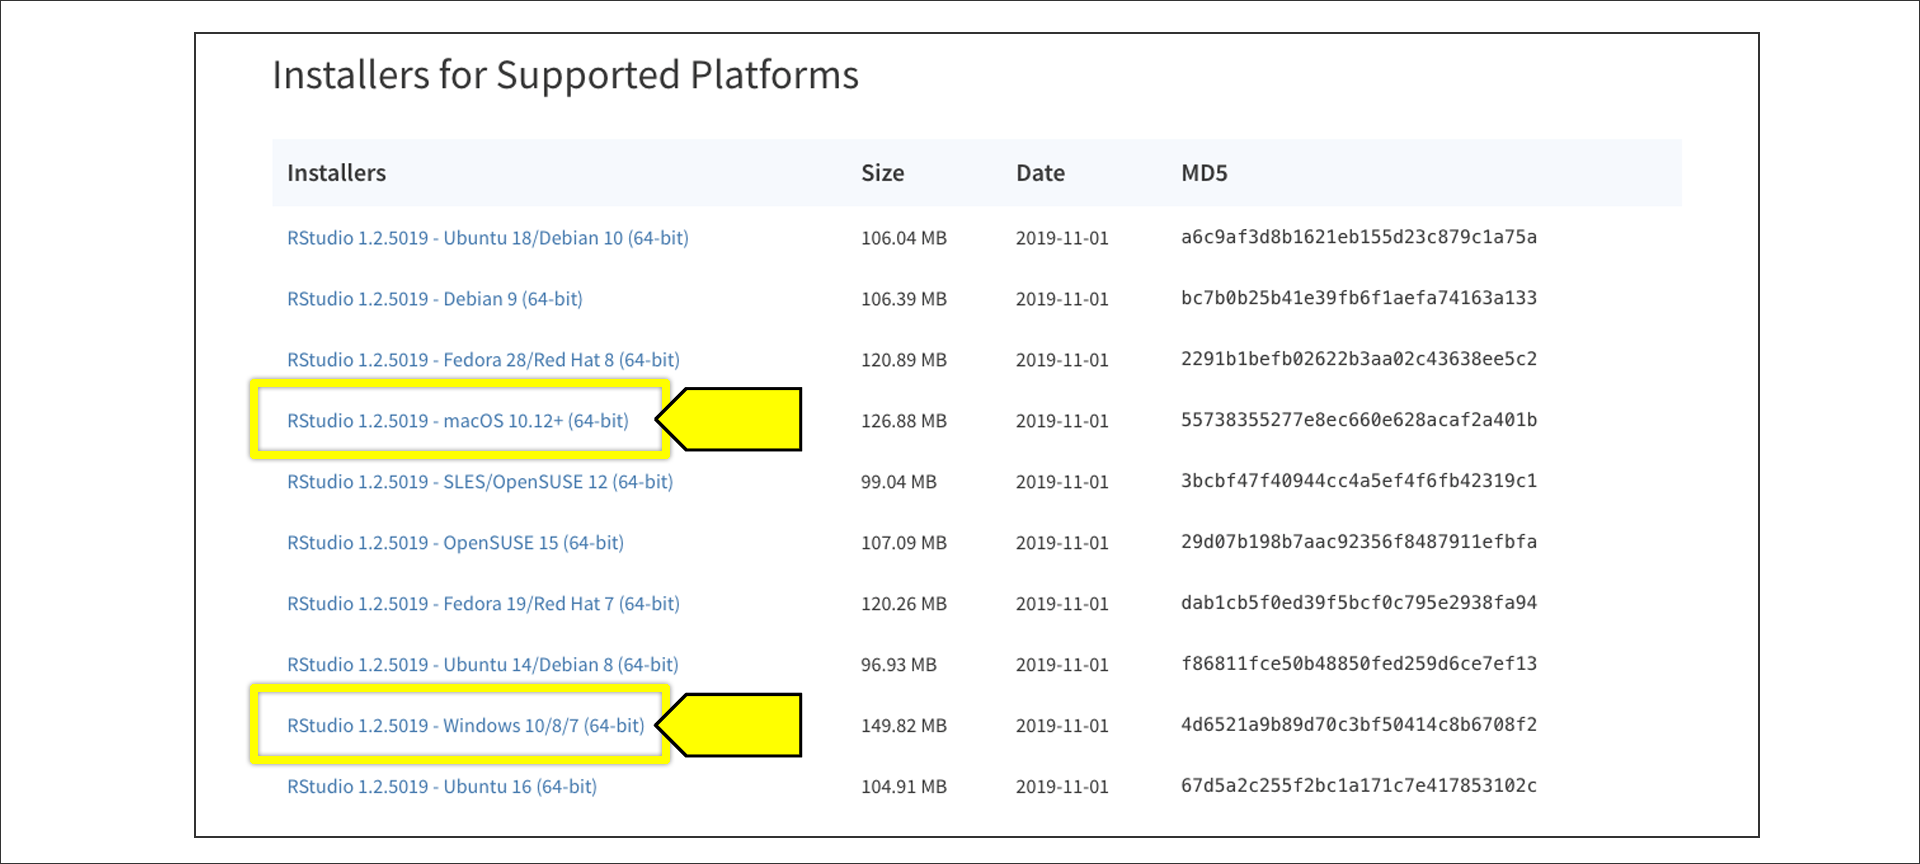 Installers for Supported Platforms
Installers Size Date MD5
RStudio 1.2.5019 - Ubuntu 18/Debian 10 (64-bit) 106.04 MB 2019-11-01 a6c9af3d8b1621eb155d23c879c1a75a
RStudio 1.2.5019 - Debian 9 (64-bit) 106.39 MB 2019-11-01 bc7b0b25b41e39fb6f1aefa74163a133
RStudio 1.2.5019 - Fedora 28/Red Hat 8 (64-bit) 120.89 MB 2019-11-01 2291b1befb02622b3aa02c43638ee5c2
RStudio 1.2.5019 - macOS 10.12+ (64-bit) 126.88 MB 2019-11-01 55738355277e8ec660e628acaf2a401b
RStudio 1.2.5019 - SLES/OpenSUSE 12 (64-bit) 99.04 MB 2019-11-01 3bcbf47f40944cc4a5ef4f6fb42319c1
RStudio 1.2.5019 - OpenSUSE 15 (64-bit) 107.09 MB 2019-11-01 29d07b198b7aac92356f8487911efbfa
RStudio 1.2.5019 - Fedora 19/Red Hat 7 (64-bit) 120.26 MB 2019-11-01 dab1cb5f0ed39f5bcf0c795e2938fa94
RStudio 1.2.5019 - Ubuntu 14/Debian 8 (64-bit) 96.93 MB 2019-11-01 f86811fce50b48850fed259d6ce7ef13
RStudio 1.2.5019 - Windows 10/8/7 (64-bit) 149.82 MB 2019-11-01 4d6521a9b89d70c3bf50414c8b6708f2
RStudio 1.2.5019 - Ubuntu 16 (64-bit) 104.91 MB 2019-11-01 67d5a2c255f2bc1a171c7e417853102c